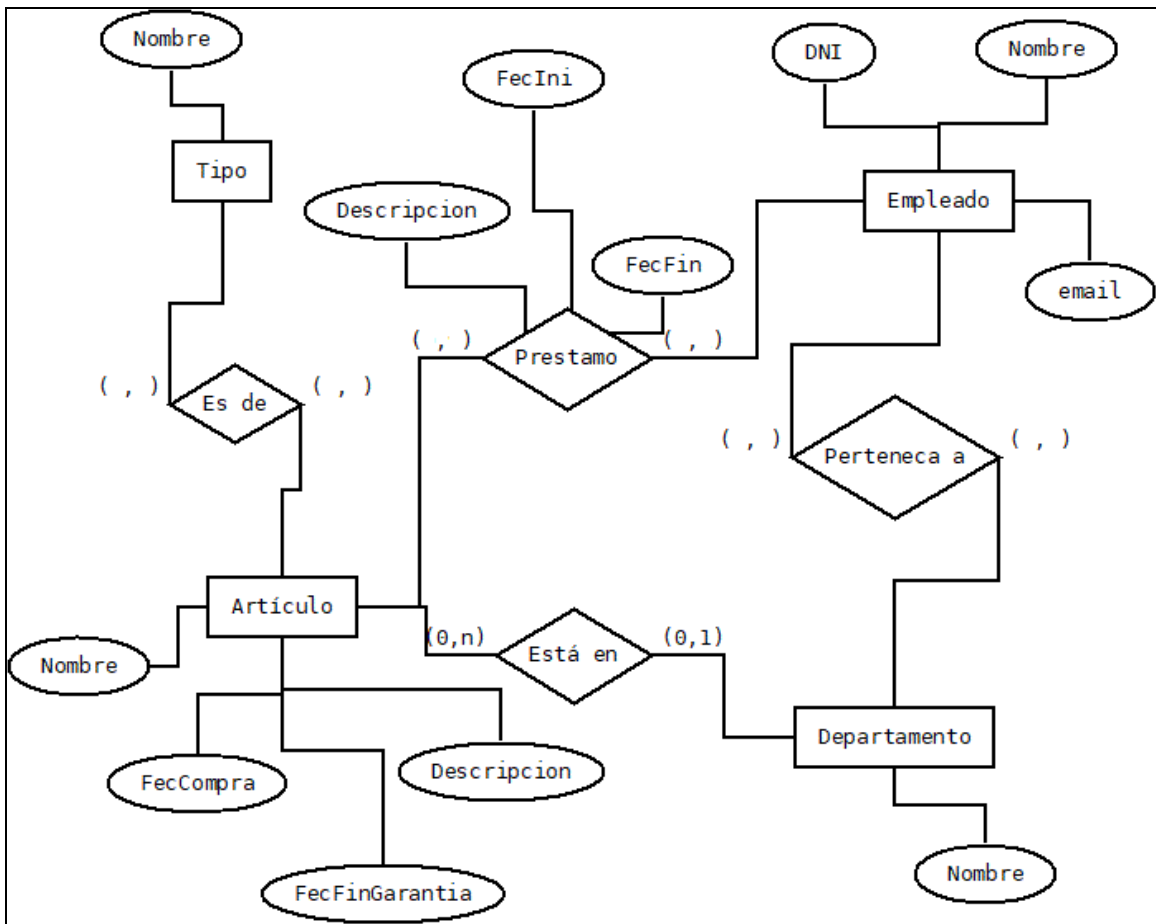 Nombre
DNI
Nombre
FecIni
Tipo
Empleado
Descripcion
FecFin
email
( , )
Prestamo
( , )
( , )
Es de
( , )
( , )
Perteneca a
( , )
Artículo
(0,n)
Está en
(0,1)
Nombre
Departamento
FecCompra
Descripcion
FecFinGarantia
Nombre